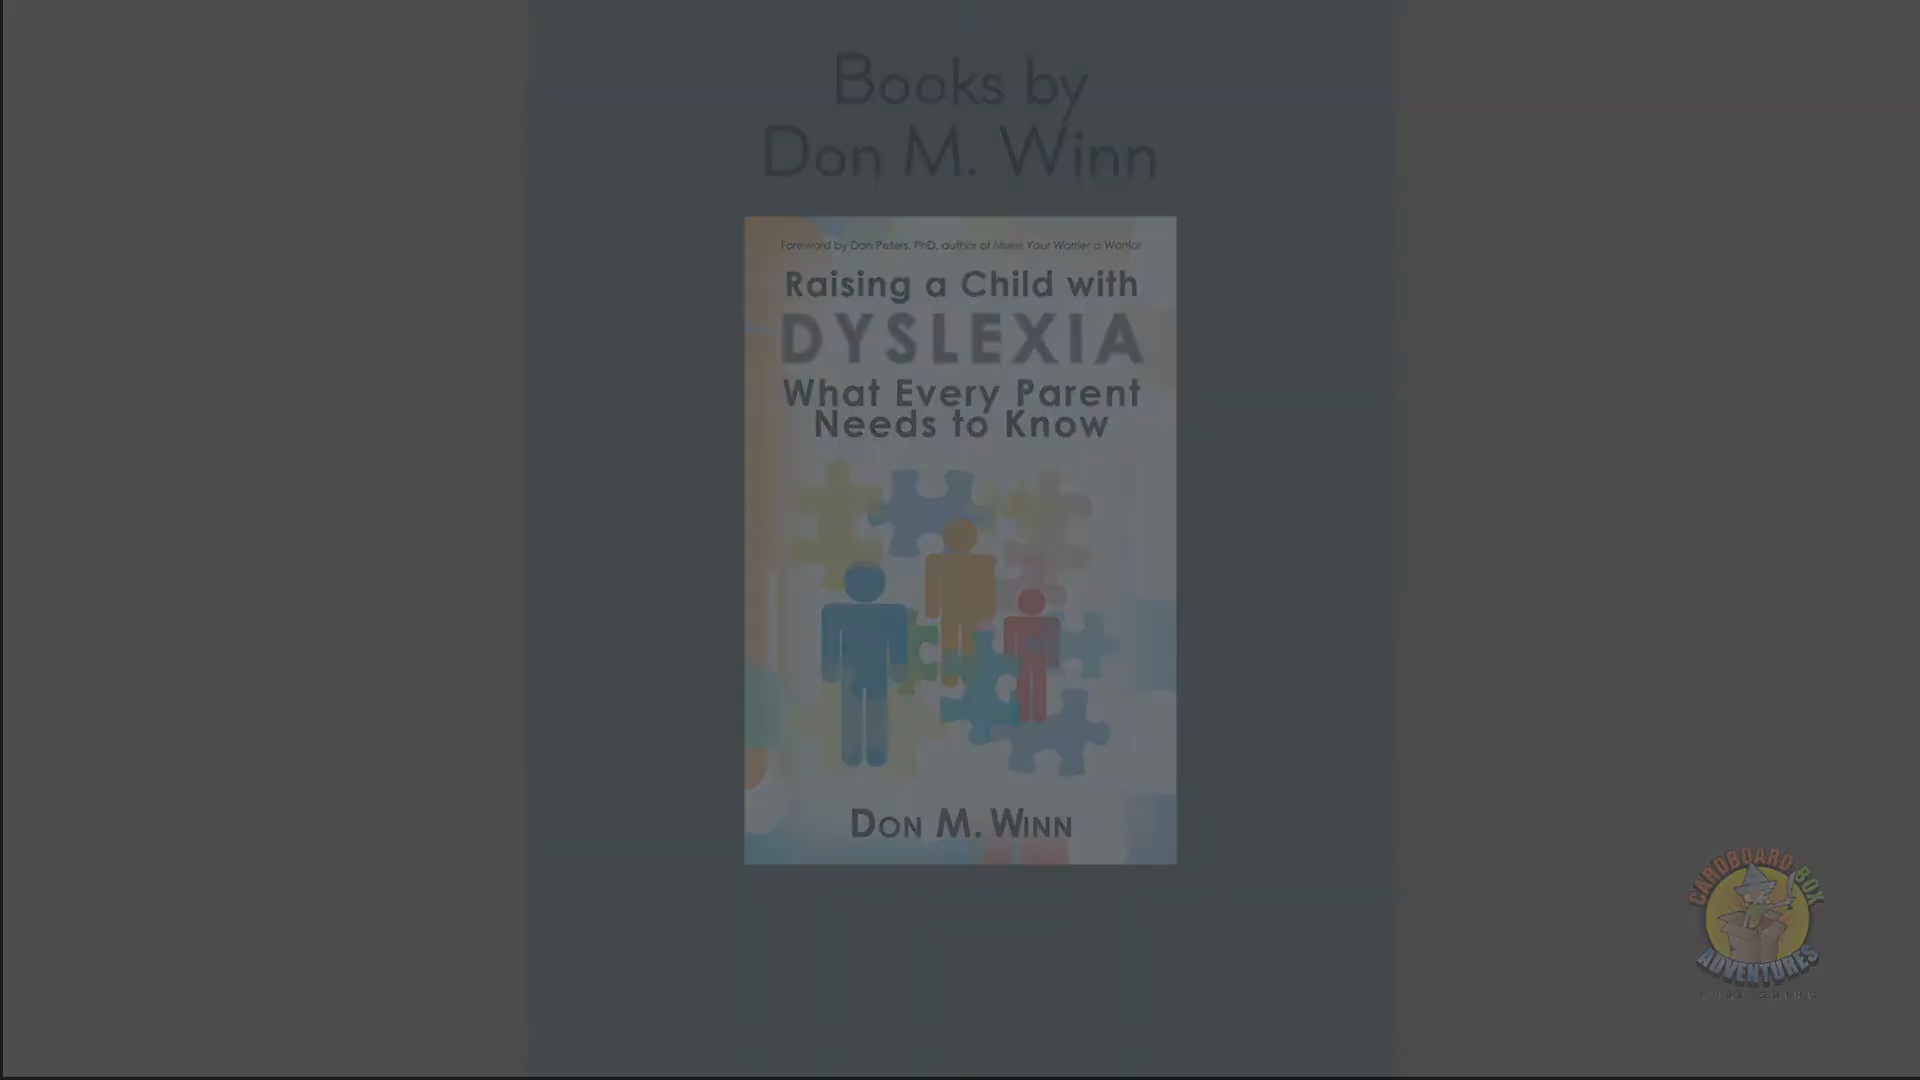 Books by
Don M. Winn
Foreword by Dan Peters, PhD, author of Make Your Worrier a Warrior
Raising a Child with
DYSLEXIA
What Every Parent
Needs to Know
DON M. WINN
CARDBOARD BOX
ADVENTURES
PUBLISHING